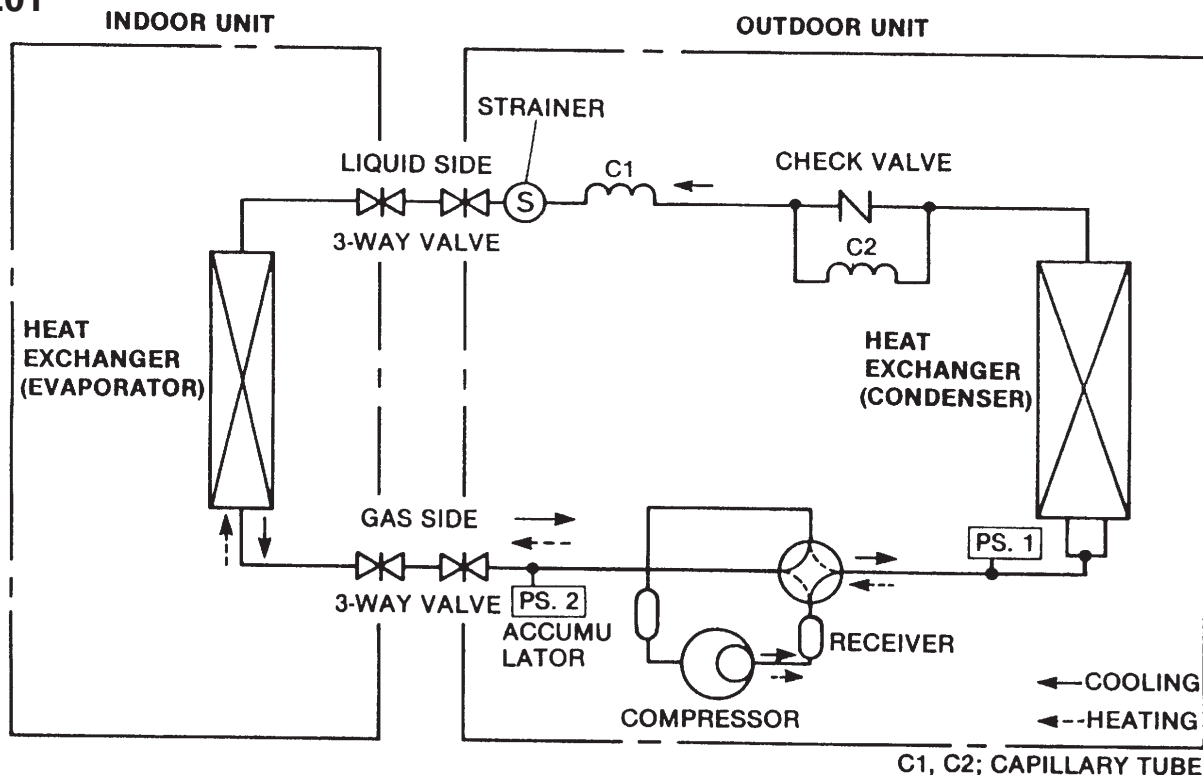 INDOOR UNIT
OUTDOOR UNIT
STRAINER
LIQUID SIDE
C1
CHECK VALVE
S
3-WAY VALVE
C2
HEAT
EXCHANGER
(EVAPORATOR)
HEAT
EXCHANGER
(CONDENSER)
GAS SIDE
PS. 1
3-WAY VALVE
PS. 2
ACCUMU
LATOR
RECEIVER
COMPRESSOR
COOLING
HEATING
C1, C2; CAPILLARY TUBE